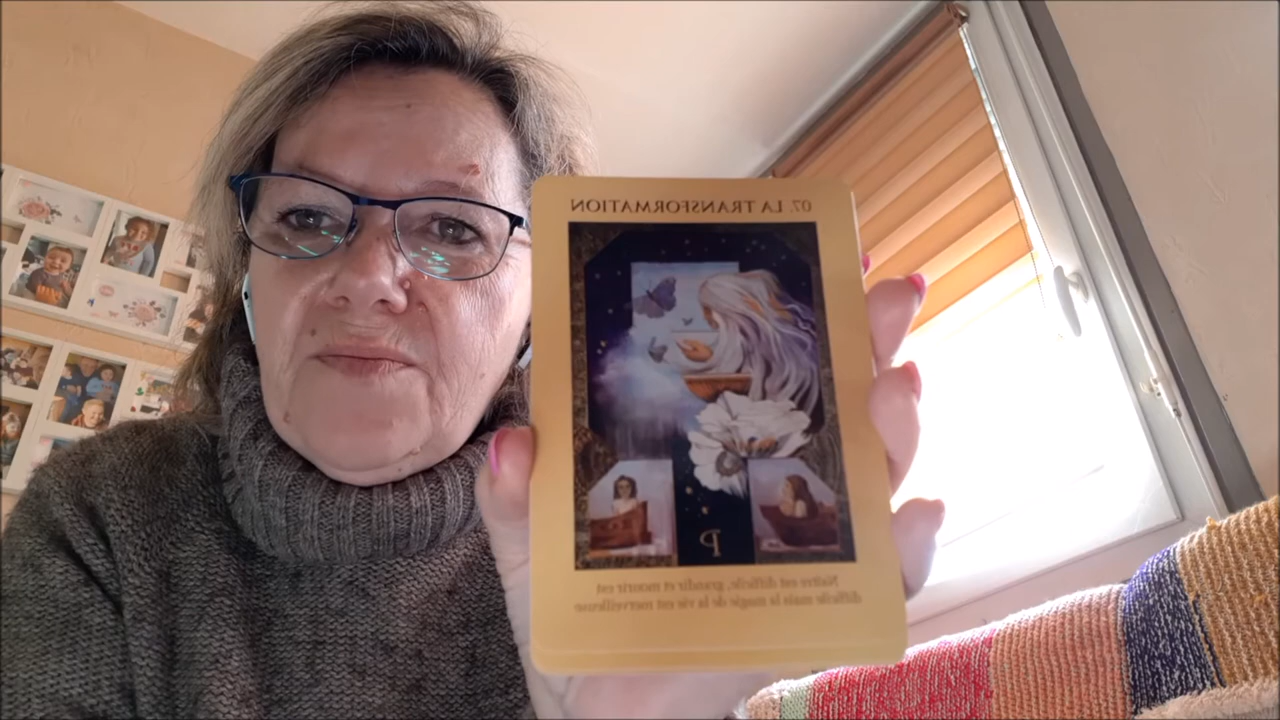 07. LA TRANSFORMATION
P
Naître est difficile, grandir et mourir est
difficile mais la magie de la vie est merveilleuse